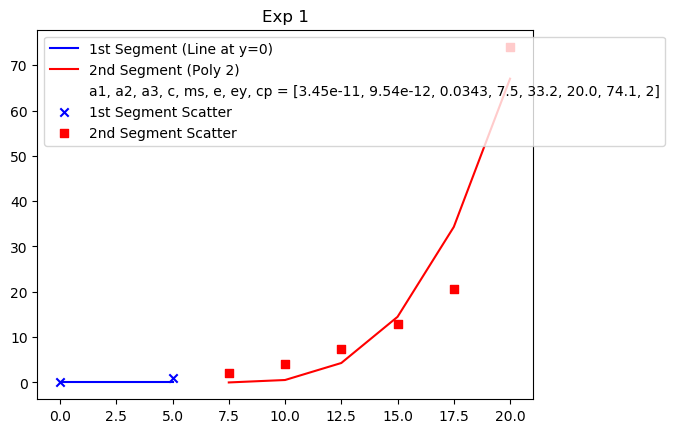 Exp 1
1st Segment (Line at y=0)
2nd Segment (Poly 2)
a1, a2, a3, c, ms, e, ey, cp = [3.45e-11, 9.54e-12, 0.0343, 7.5, 33.2, 20.0, 74.1, 2]
1st Segment Scatter
2nd Segment Scatter
70
60
50
40
30
20
10
0
0.0 2.5 5.0 7.5 10.0 12.5 15.0 17.5 20.0